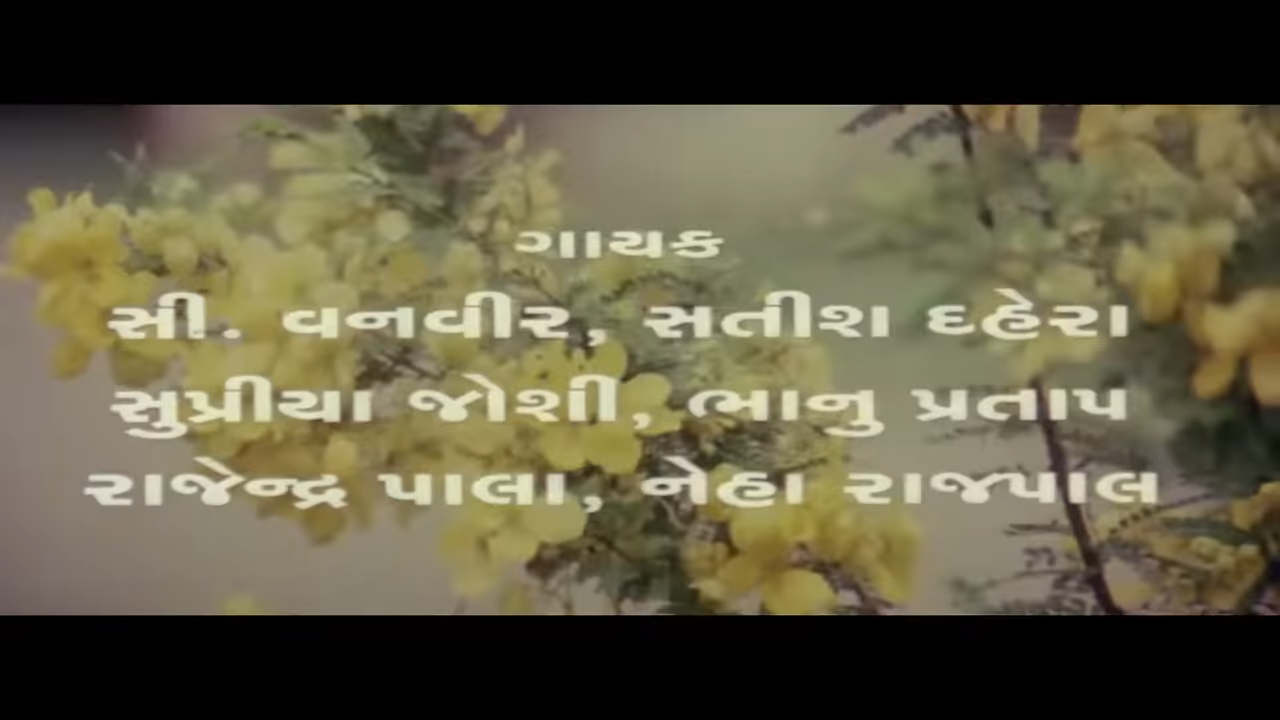 ગાયક
સી. વનવીર, સતીશ દહેરા
સુપ્રીયા જોશી, ભાનુ પ્રતાપ
રાજેન્દ્ર પાલા, નેહા રાજપાલ